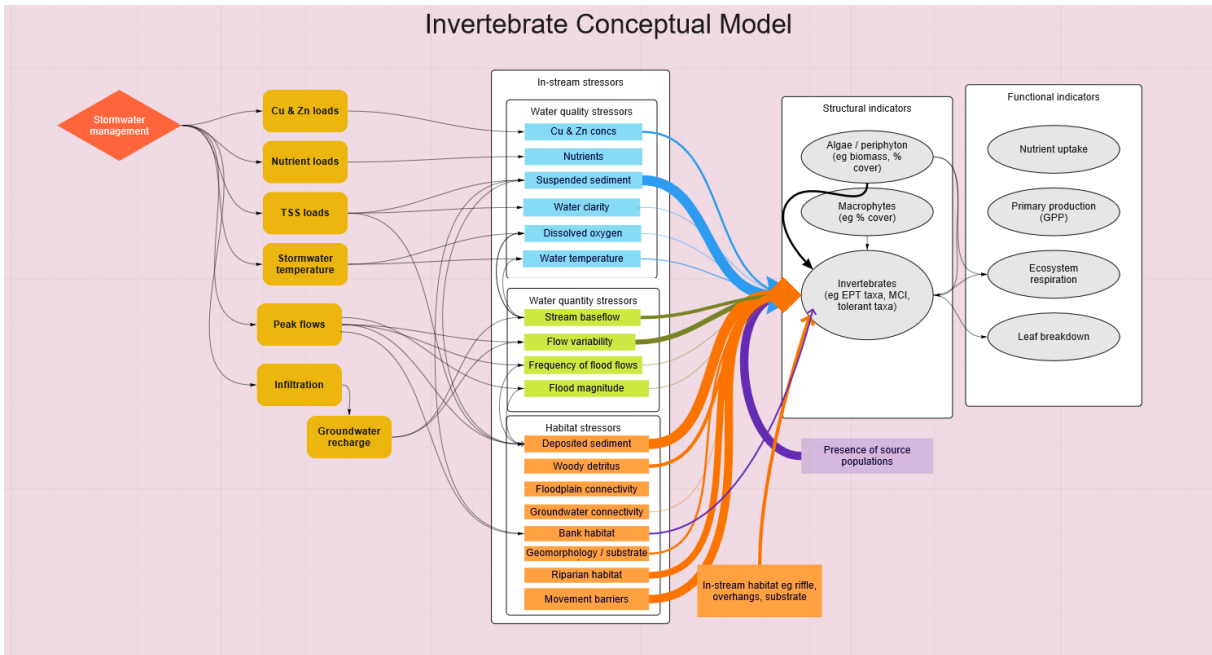 Invertebrate Conceptual Model
Stormwater
management
Cu & Zn loads
Nutrient loads
TSS loads
Stormwater
temperature
Peak flows
Infiltration
Groundwater
recharge
In-stream stressors
Water quality stressors
Cu & Zn concs
Nutrients
Suspended sediment
Water clarity
Dissolved oxygen
Water temperature
Water quantity stressors
Stream baseflow
Flow variability
Frequency of flood flows
Flood magnitude
Habitat stressors
Deposited sediment
Woody detritus
Floodplain connectivity
Groundwater connectivity
Bank habitat
Geomorphology / substrate
Riparian habitat
Movement barriers
Structural indicators
Algae / periphyton
(eg biomass, %
cover)
Macrophytes
(eg % cover)
Invertebrates
(eg EPT taxa, MCI,
tolerant taxa)
Presence of source
populations
In-stream habitat eg riffle,
overhangs, substrate
Functional indicators
Nutrient uptake
Primary production
(GPP)
Ecosystem
respiration
Leaf breakdown